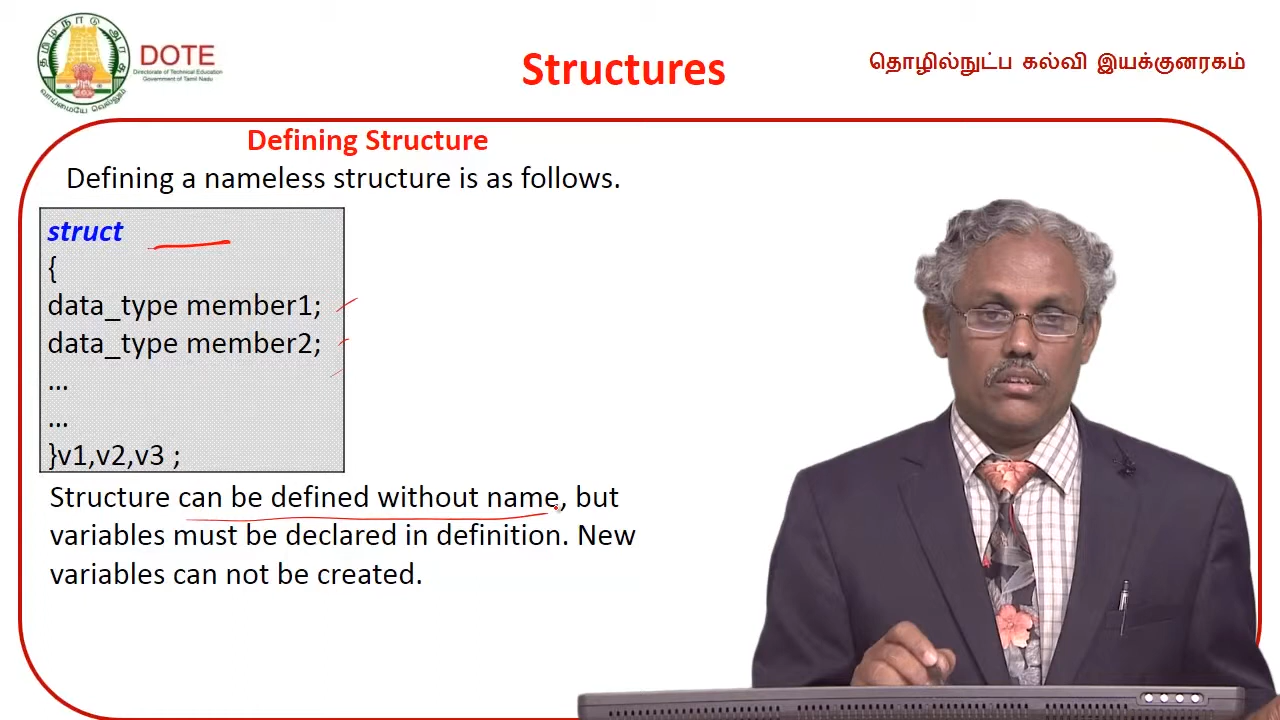 தமிழ்நாடு அரசு
வாய்மையே வெல்லும்
DOTE
Directorate of Technical Education
Government of Tamil Nadu
Structures
தொழில்நுட்ப கல்வி இயக்குனரகம்
Defining Structure
Defining a nameless structure is as follows.
struct
{
data_type member1;
data_type member2;
...
...
}v1,v2,v3 ;
Structure can be defined without name, but
variables must be declared in definition. New
variables can not be created.